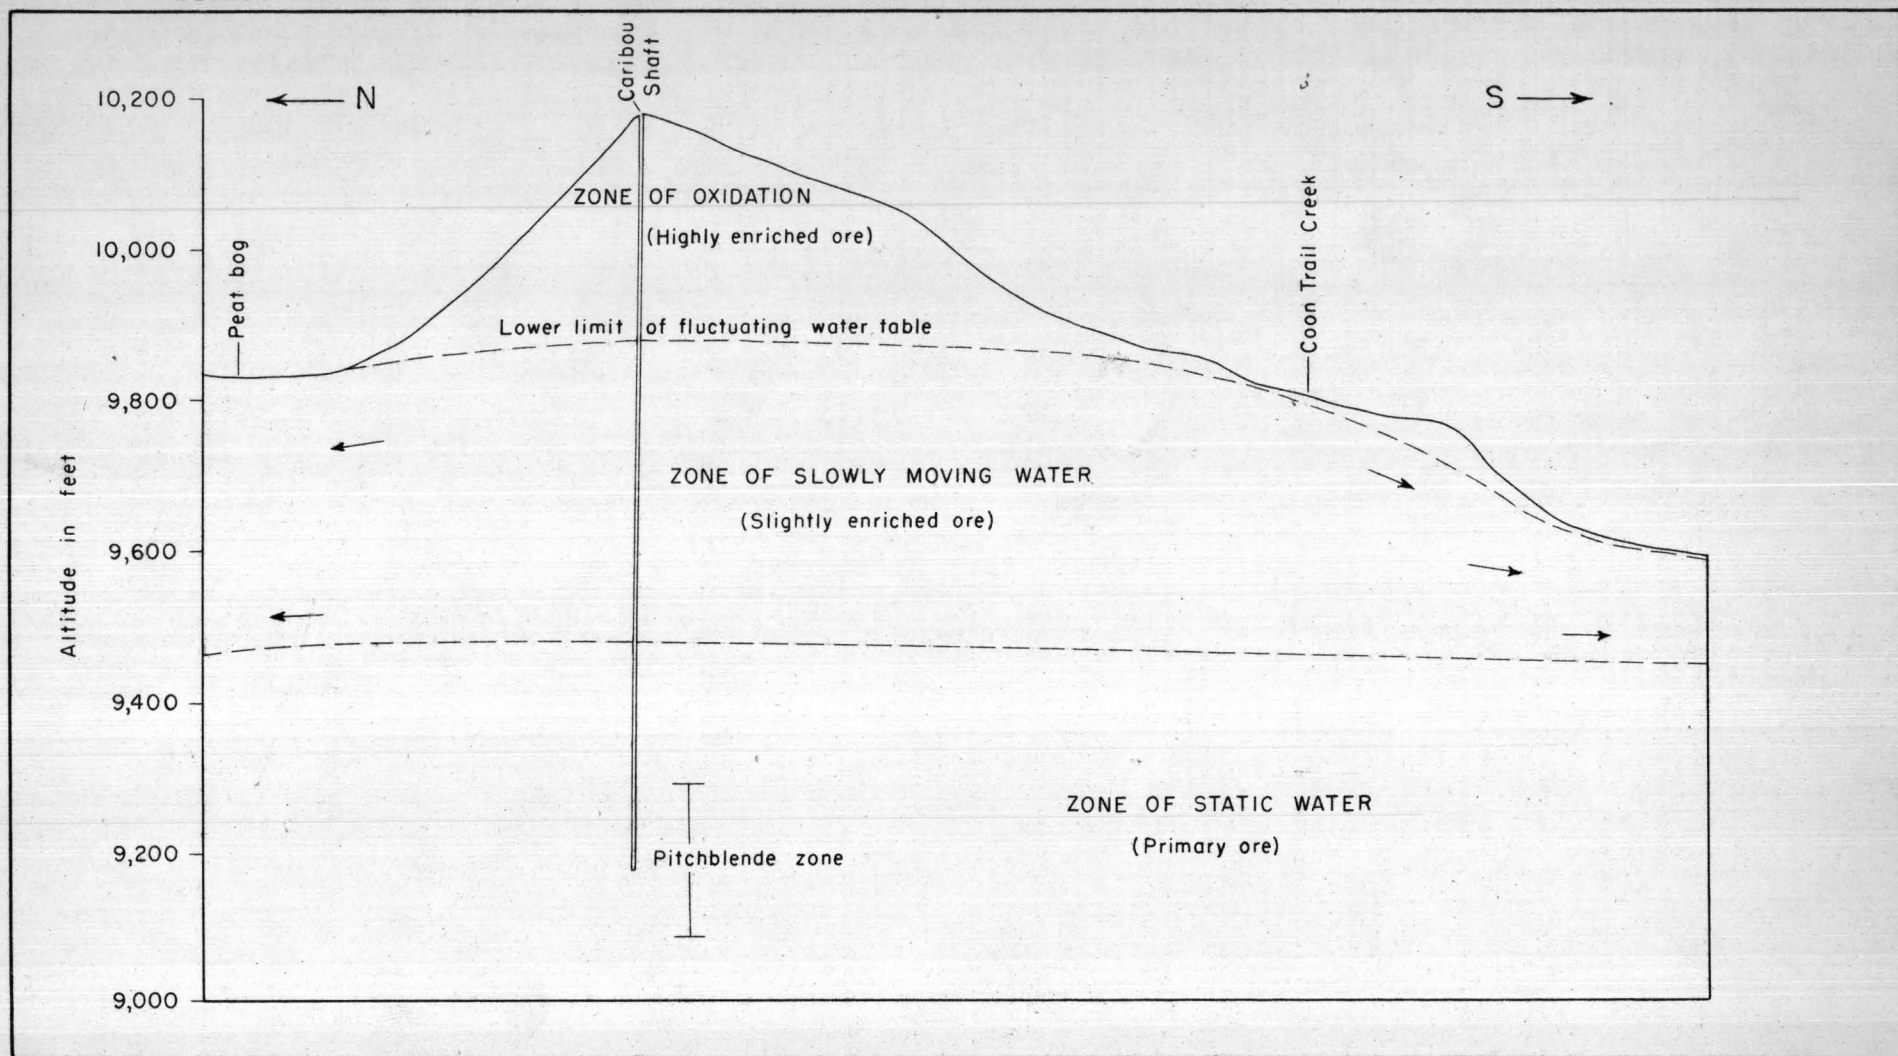 Caribou
Shaft
← N
S →
10,200
10,000
9,800
9,600
9,400
9,200
9,000
Altitude in feet
Peat bog
ZONE OF OXIDATION
(Highly enriched ore)
Lower limit of fluctuating water table
Coon Trail Creek
ZONE OF SLOWLY MOVING WATER
(Slightly enriched ore)
ZONE OF STATIC WATER
(Primary ore)
Pitchblende zone